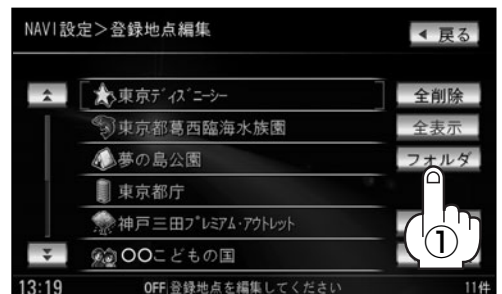 NAVI設定>登録地点編集
◀ 戻る
東京ディズニーシー
全削除
東京都葛西臨海水族園
全表示
夢の島公園
フォルダ
東京都庁
神戸三田プレミアム・アウトレット
①
〇〇こどもの国
13:19
OFF:登録地点を編集してください
11件